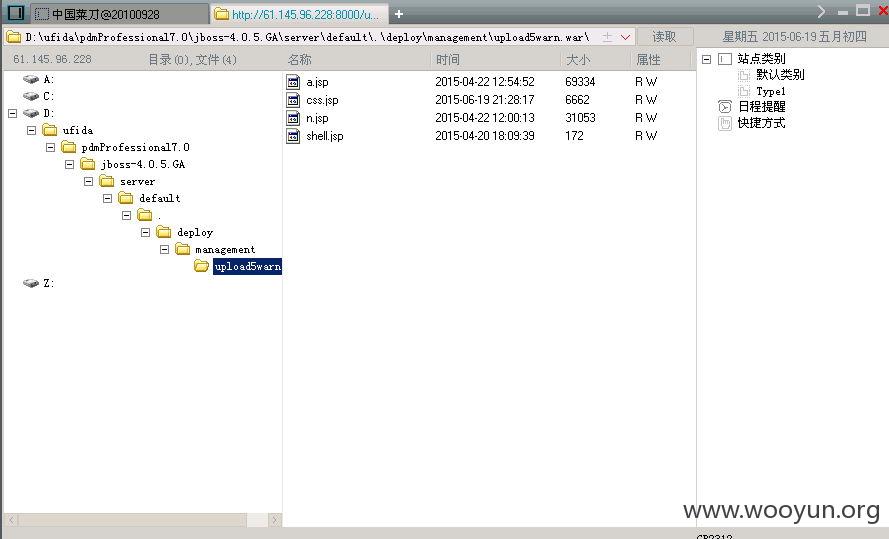 中国菜刀@20100928
http://61.145.96.228:8000/u...
D:\ufida\pdmProfessional7.0\jboss-4.0.5.GA\server\default\.\deploy\management\upload5warn.war\
读取
星期五 2015-06-19 五月初四
61.145.96.228
目录(0),文件(4)
名称 时间 大小 属性
A:
C:
D:
ufida
pdmProfessional7.0
jboss-4.0.5.GA
server
default
.
deploy
management
upload5warn
Z:
a.jsp 2015-04-22 12:54:52 69334 R W
css.jsp 2015-06-19 21:28:17 6662 R W
n.jsp 2015-04-22 12:00:13 31053 R W
shell.jsp 2015-04-20 18:09:39 172 R W
站点类别
默认类别
Type1
日程提醒
快捷方式
www.wooyun.org
GB2312